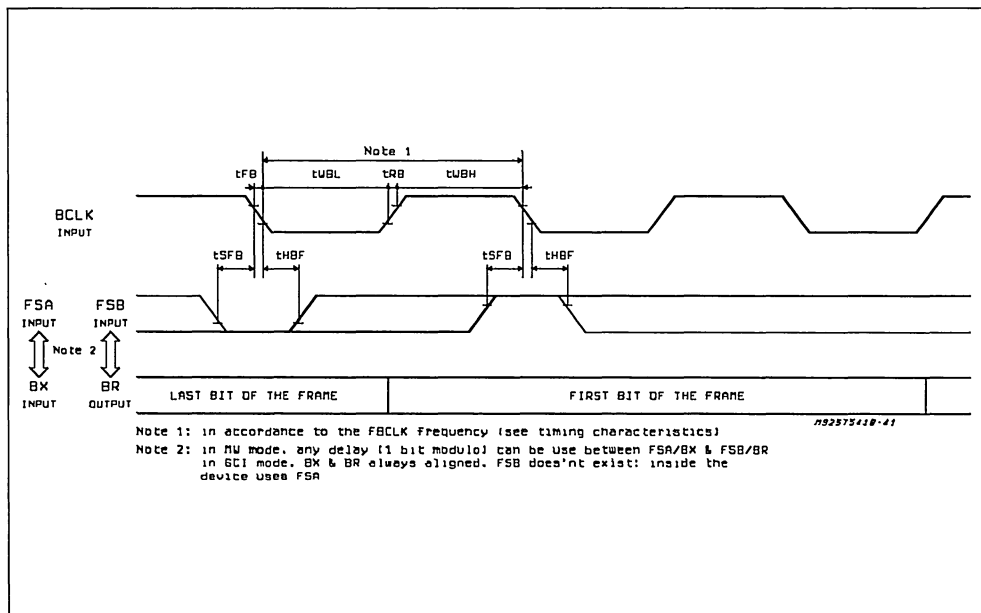 Note 1
tFB tWBL tRB tWBH
BCLK
INPUT
tSFB tHBF tSFB tHBF
FSA FSB
INPUT INPUT
Note 2
BX BR
INPUT OUTPUT
LAST BIT OF THE FRAME FIRST BIT OF THE FRAME
M92ST5410-41
Note 1: in accordance to the FBCLK frequency (see timing characteristics)
Note 2: in MW mode, any delay (1 bit modulo) can be use between FSA/BX & FSB/BR
in GCI mode. BX & BR always aligned. FSB does'nt exist: inside the
device uses FSA